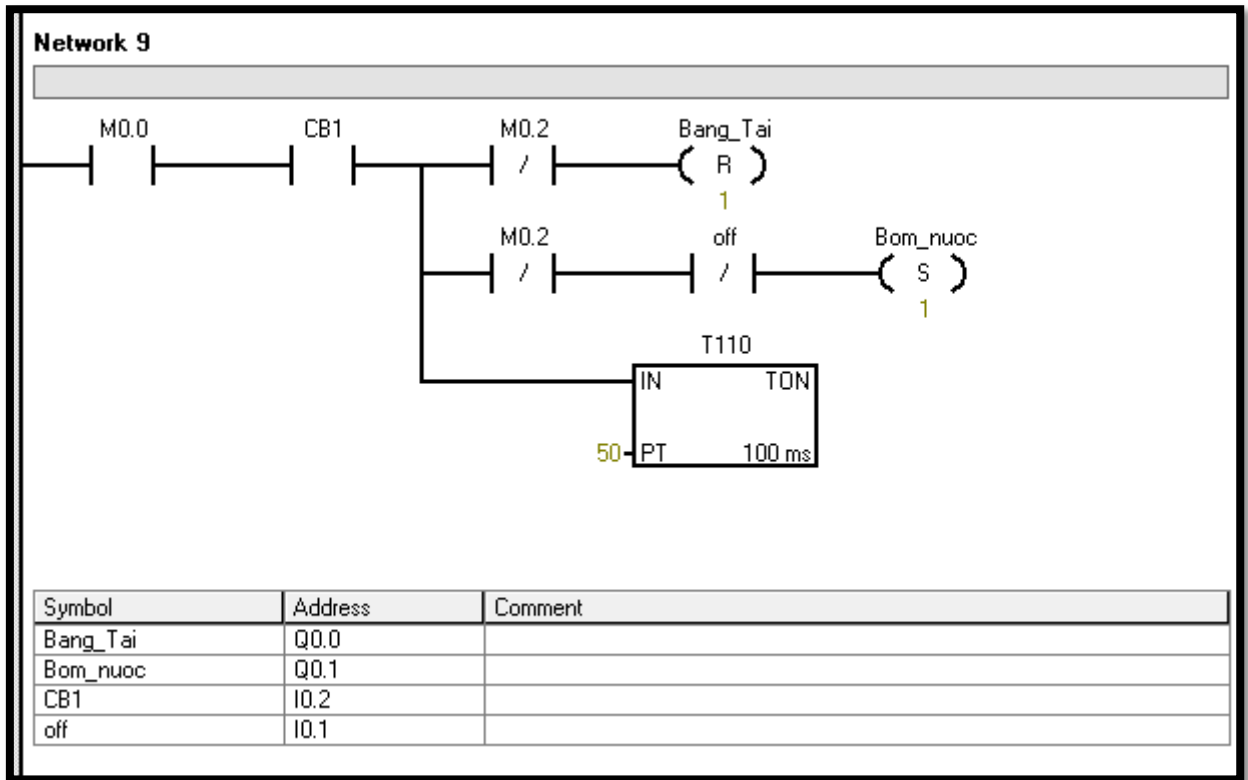 Network 9
M0.0 CB1 M0.2 Bang_Tai
/ R
1
M0.2 off Bom_nuoc
/ / S
1
T110
IN TON
50 PT 100 ms
Symbol Address Comment
Bang_Tai Q0.0
Bom_nuoc Q0.1
CB1 I0.2
off I0.1